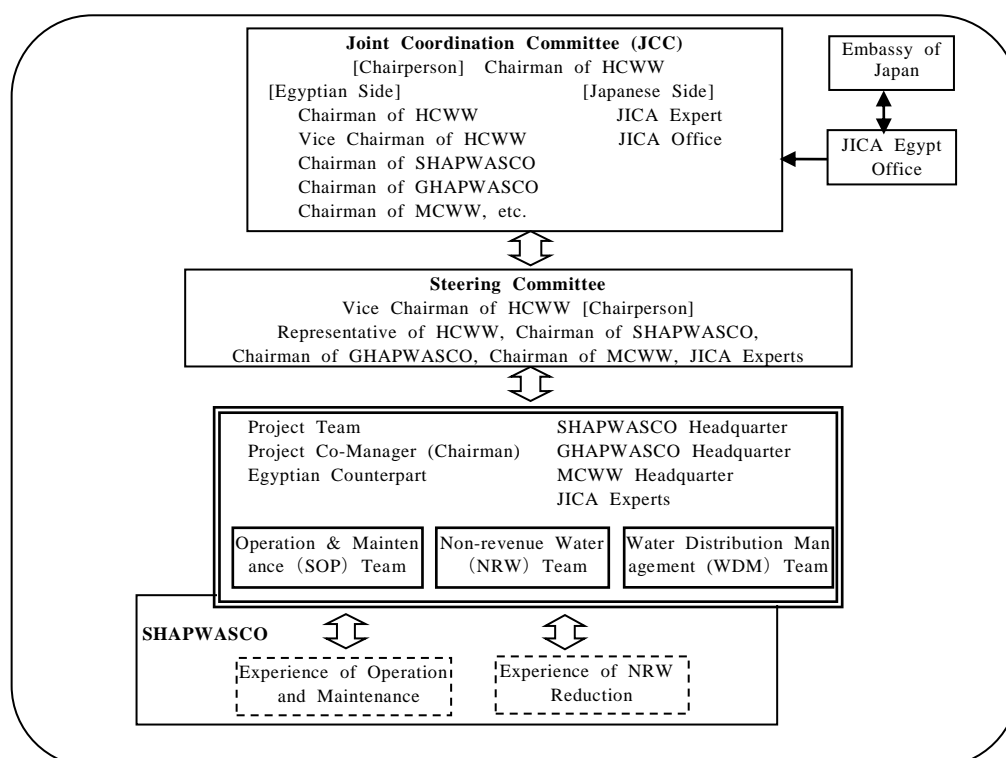 Joint Coordination Committee (JCC)
[Chairperson] Chairman of HCWW
[Egyptian Side]
Chairman of HCWW
Vice Chairman of HCWW
Chairman of SHAPWASCO
Chairman of GHAPWASCO
Chairman of MCWW, etc.
[Japanese Side]
JICA Expert
JICA Office
Embassy of
Japan
JICA Egypt
Office
Steering Committee
Vice Chairman of HCWW [Chairperson]
Representative of HCWW, Chairman of SHAPWASCO,
Chairman of GHAPWASCO, Chairman of MCWW, JICA Experts
Project Team
Project Co-Manager (Chairman)
Egyptian Counterpart
SHAPWASCO Headquarter
GHAPWASCO Headquarter
MCWW Headquarter
JICA Experts
Operation & Mainten
ance（SOP）Team
Non-revenue Water
（NRW）Team
Water Distribution Man
agement (WDM）Team
SHAPWASCO
Experience of Operation
and Maintenance
Experience of NRW
Reduction